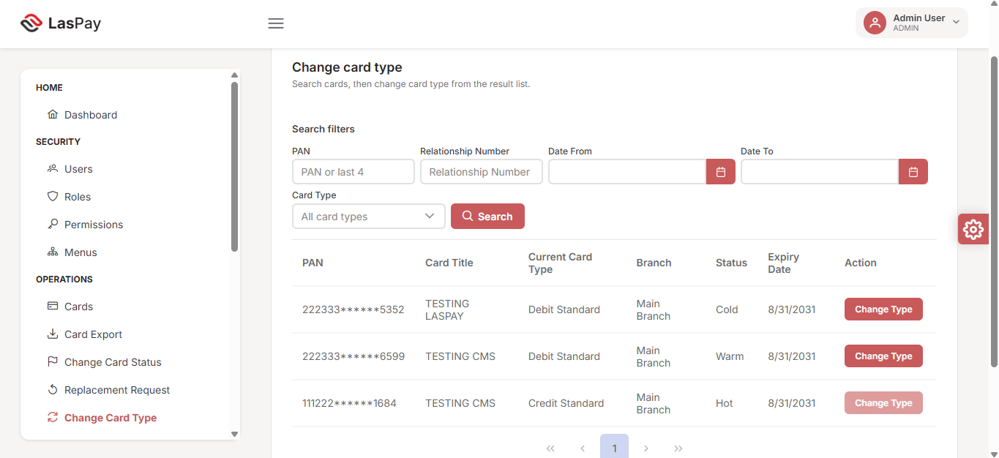 LasPay
Admin User
ADMIN
HOME
Dashboard
SECURITY
Users
Roles
Permissions
Menus
OPERATIONS
Cards
Card Export
Change Card Status
Replacement Request
Change Card Type
Change card type
Search cards, then change card type from the result list.
Search filters
PAN
Relationship Number
Date From
Date To
PAN or last 4
Relationship Number
Card Type
All card types
Search
PAN
Card Title
Current Card
Type
Branch
Status
Expiry
Date
Action
222333******5352
TESTING
LASPAY
Debit Standard
Main
Branch
Cold
8/31/2031
Change Type
222333******6599
TESTING CMS
Debit Standard
Main
Branch
Warm
8/31/2031
Change Type
111222******1684
TESTING CMS
Credit Standard
Main
Branch
Hot
8/31/2031
Change Type
1